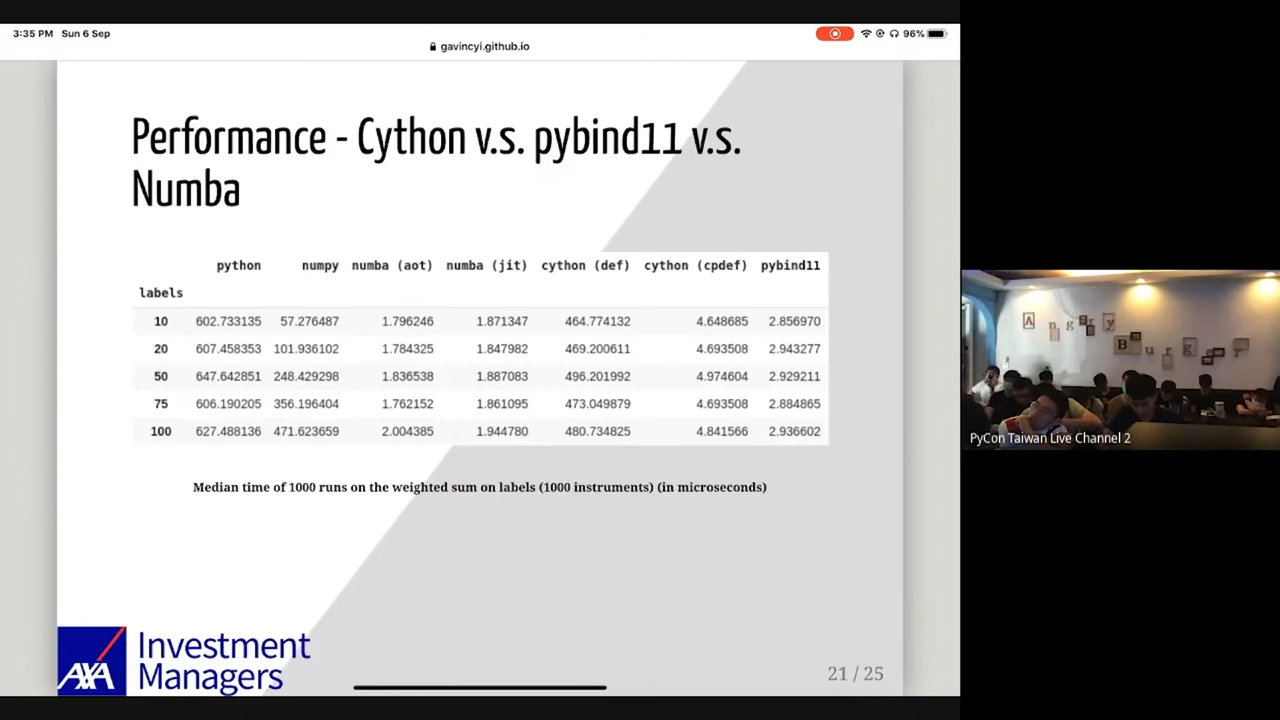 3:35 PM Sun 6 Sep
96%
gavincyi.github.io
Performance - Cython v.s. pybind11 v.s.
Numba
python numpy numba (aot) numba (jit) cython (def) cython (cpdef) pybind11
labels
10 602.733135 57.276487 1.796246 1.871347 464.774132 4.648685 2.856970
20 607.458353 101.936102 1.784325 1.847982 469.200611 4.693508 2.943277
50 647.642851 248.429298 1.836538 1.887083 496.201992 4.974604 2.929211
75 606.190205 356.196404 1.762152 1.861095 473.049879 4.693508 2.884865
100 627.488136 471.623659 2.004385 1.944780 480.734825 4.841566 2.936602
Median time of 1000 runs on the weighted sum on labels (1000 instruments) (in microseconds)
AXA
Investment
Managers
21 / 25
Angry
Burger
PyCon Taiwan Live Channel 2